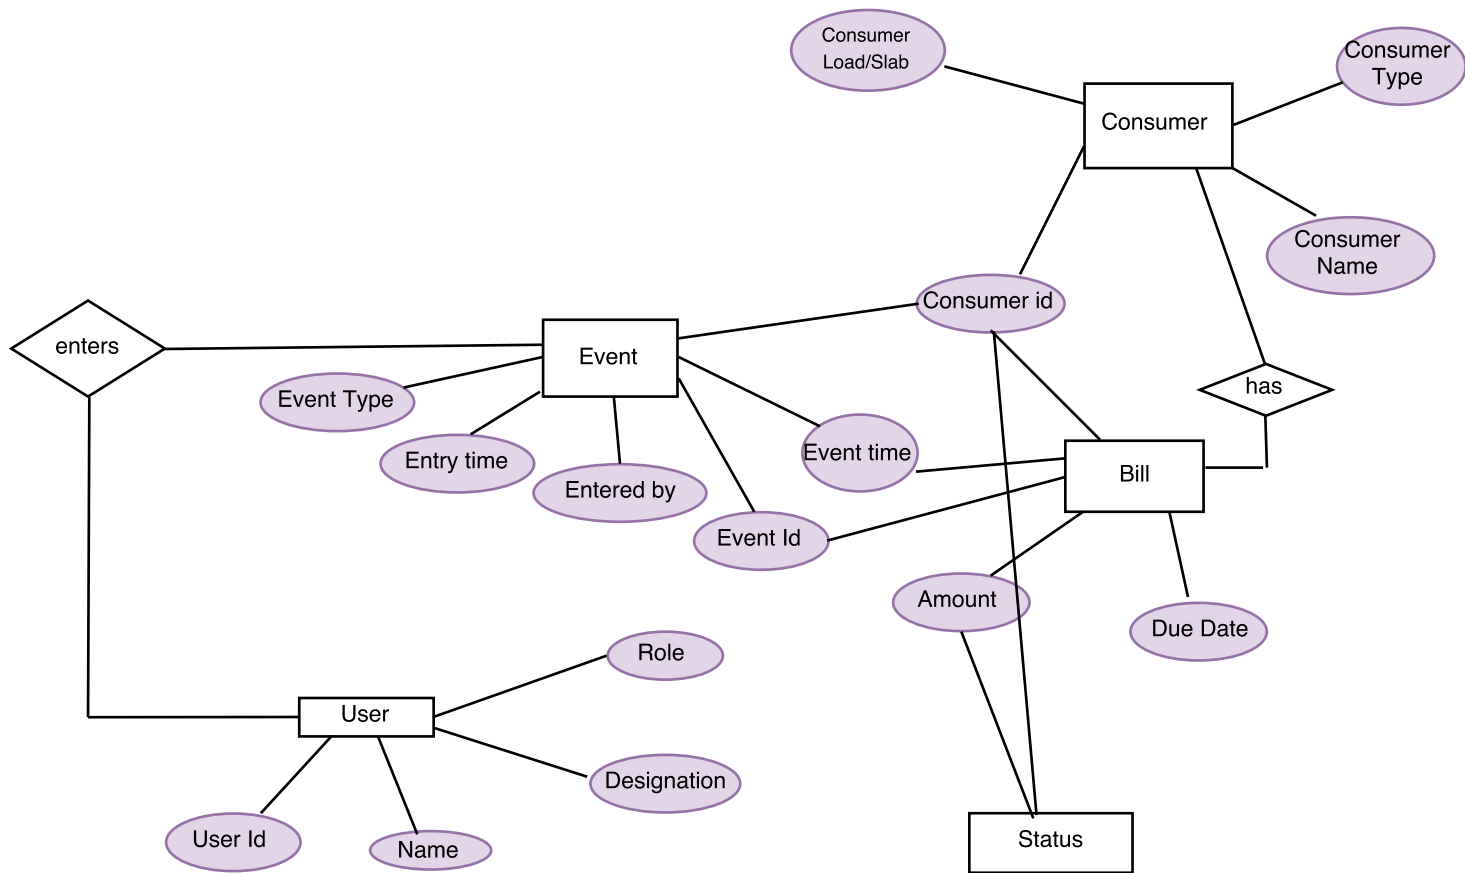 Consumer
Load/Slab
Consumer
Type
Consumer
Consumer
Name
Consumer id
enters
Event
has
Event Type
Entry time
Event time
Bill
Entered by
Event Id
Amount
Due Date
Role
User
Designation
User Id
Name
Status